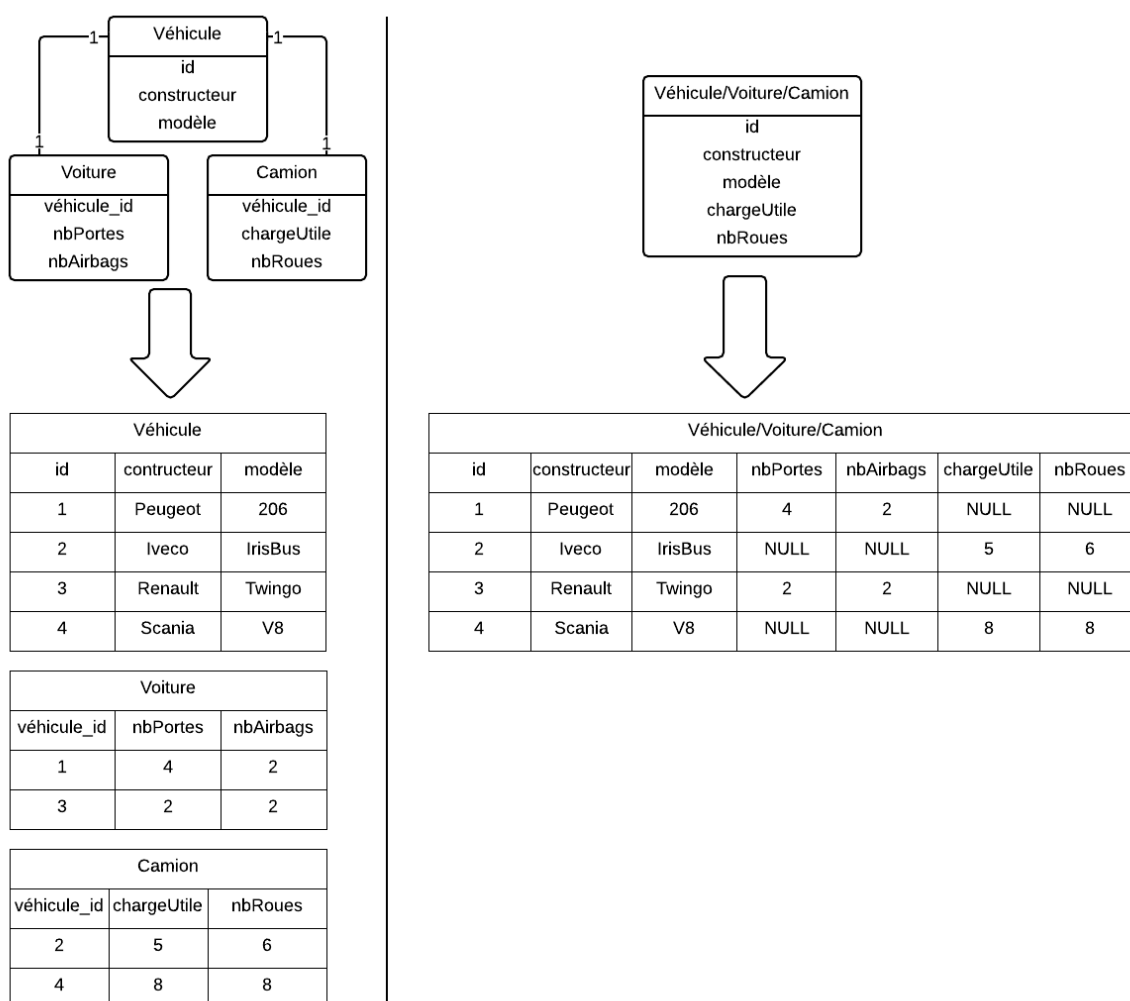 1
Véhicule
1
id
constructeur
modèle
1
1
Voiture
véhicule_id
nbPortes
nbAirbags
Camion
véhicule_id
chargeUtile
nbRoues
Véhicule
id contructeur modèle
1 Peugeot 206
2 Iveco IrisBus
3 Renault Twingo
4 Scania V8
Voiture
véhicule_id nbPortes nbAirbags
1 4 2
3 2 2
Camion
véhicule_id chargeUtile nbRoues
2 5 6
4 8 8
Véhicule/Voiture/Camion
id
constructeur
modèle
chargeUtile
nbRoues
Véhicule/Voiture/Camion
id constructeur modèle nbPortes nbAirbags chargeUtile nbRoues
1 Peugeot 206 4 2 NULL NULL
2 Iveco IrisBus NULL NULL 5 6
3 Renault Twingo 2 2 NULL NULL
4 Scania V8 NULL NULL 8 8